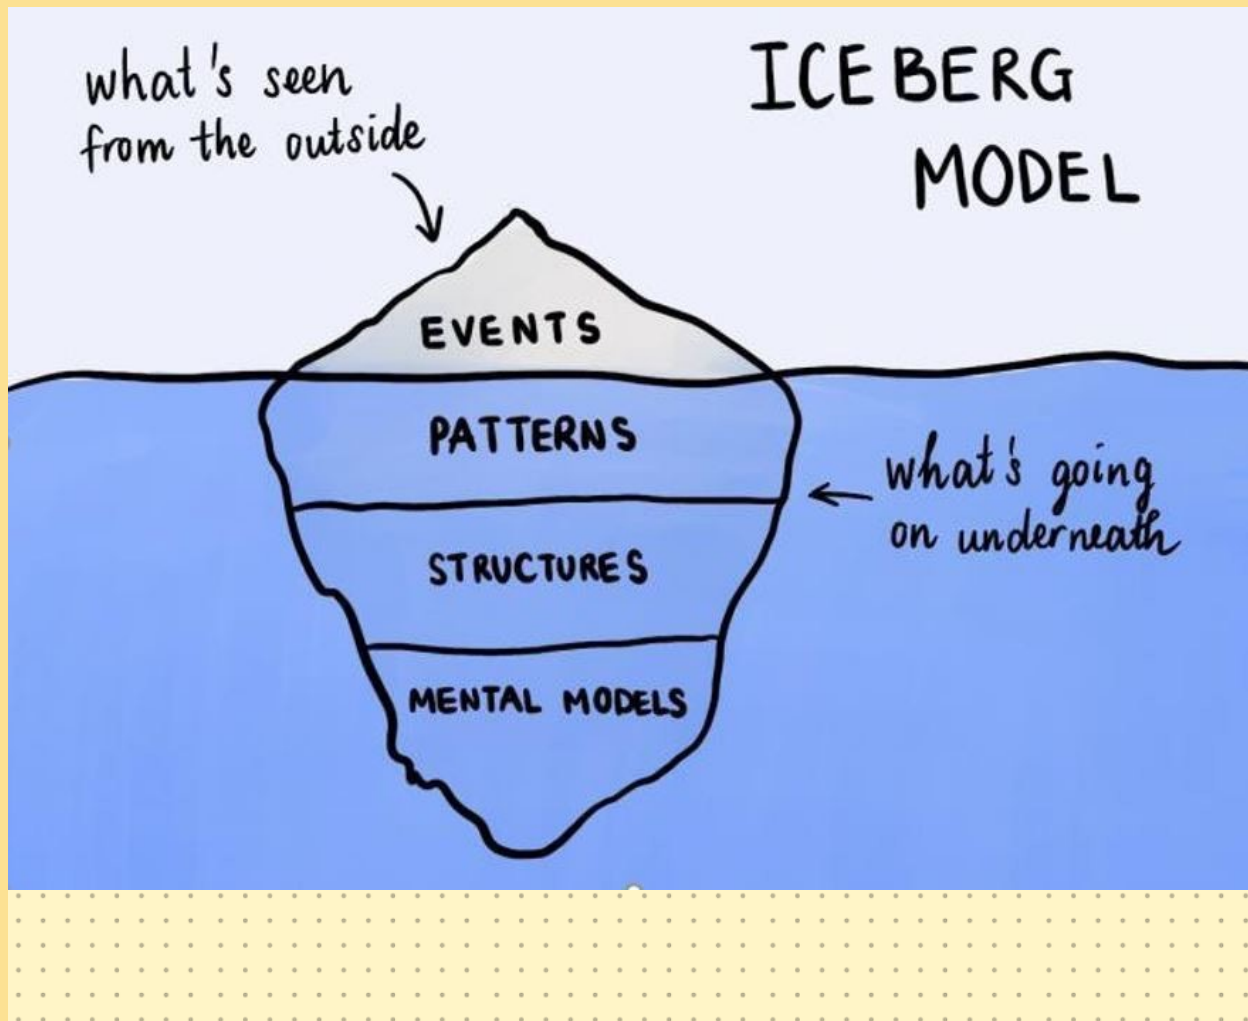 what's seen
from the outside
ICEBERG
MODEL
EVENTS
PATTERNS
what's going
on underneath
STRUCTURES
MENTAL MODELS